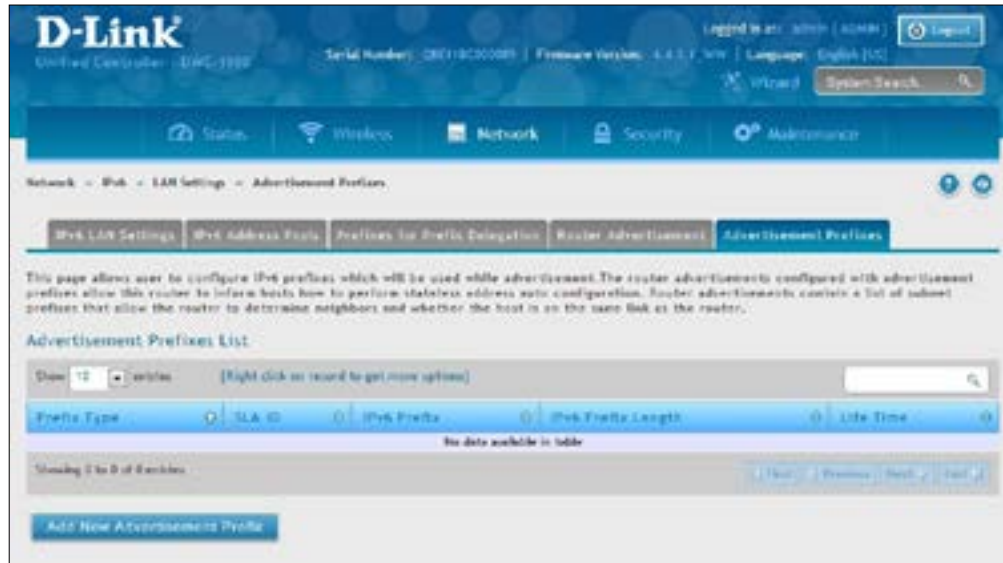 D-Link
Logged in as: admin ( ADMIN )
Logout
Unified Controller - DWC-1000
Serial Number: | Firmware Version: | Language: English [US]
Wizard
System Search..
Status
Wireless
Network
Security
Maintenance
Network » IPv6 » LAN Settings » Advertisement Prefixes
IPv6 LAN Settings
IPv6 Address Pools
Prefixes for Prefix Delegation
Router Advertisement
Advertisement Prefixes
This page allows user to configure IPv6 prefixes which will be used while advertisement.The router advertisements configured with advertisement
prefixes allow this router to inform hosts how to perform stateless address auto configuration. Router advertisements contain a list of subnet
prefixes that allow the router to determine neighbors and whether the host is on the same link as the router.
Advertisement Prefixes List
Show 10 entries [Right click on record to get more options]
Prefix Type SLA ID IPv6 Prefix IPv6 Prefix Length Life Time
No data available in table
Showing 0 to 0 of 0 entries
First Previous Next Last
Add New Advertisement Prefix